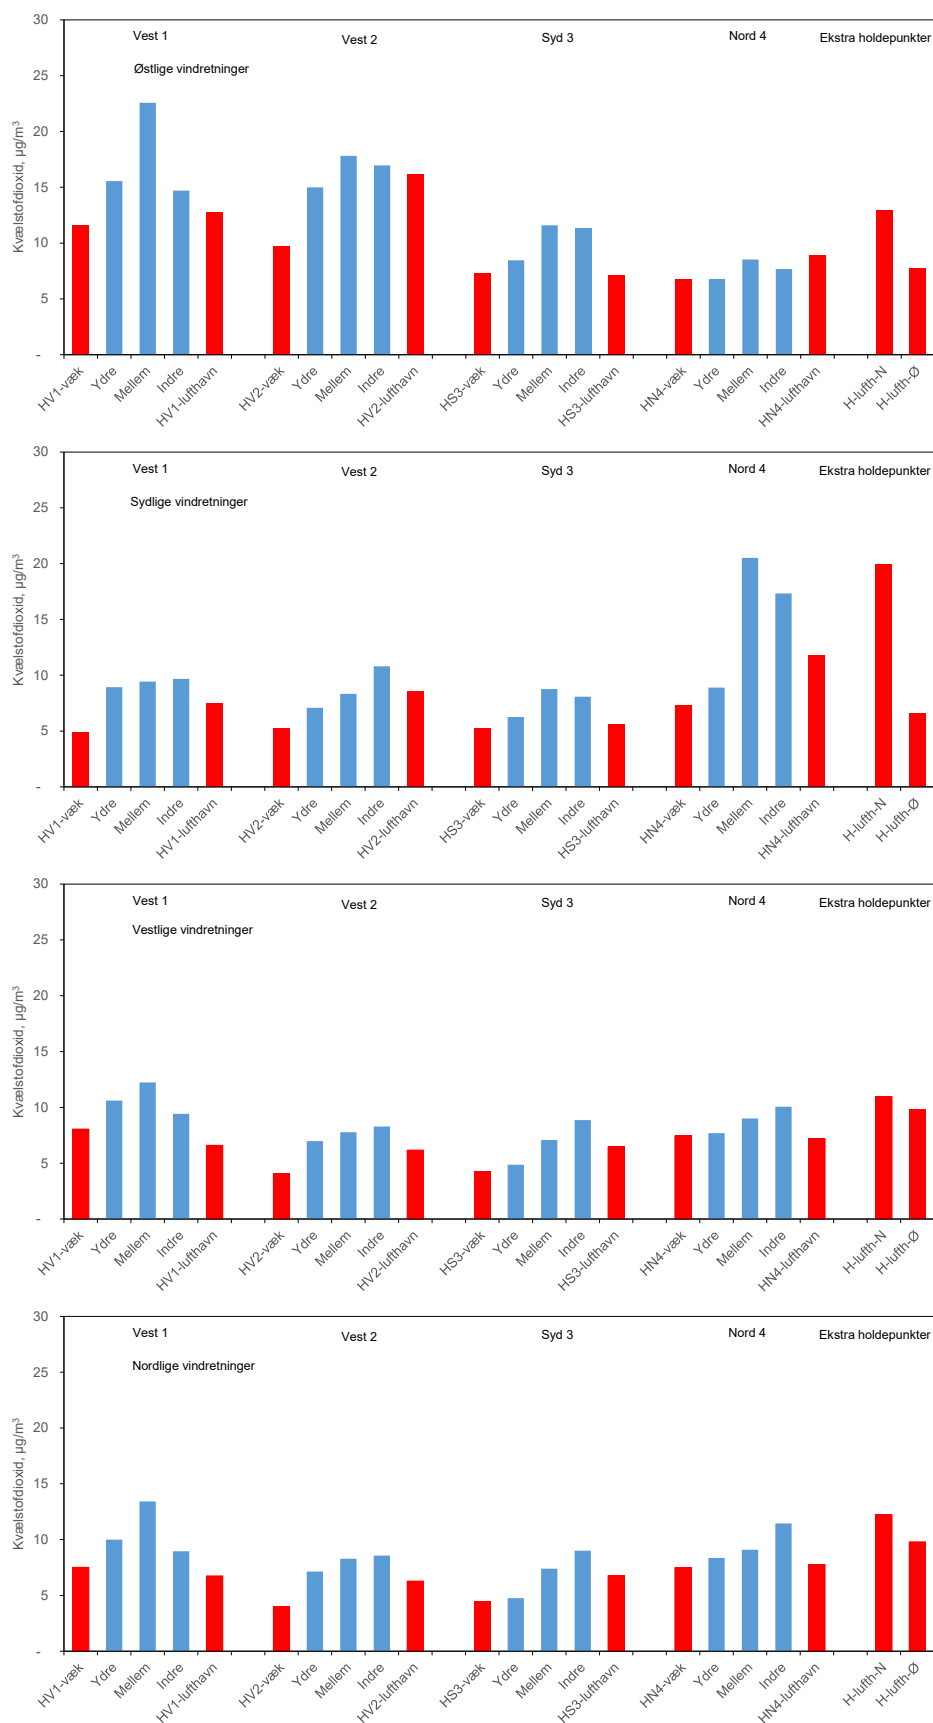 30
25
20
15
10
5
-
Kvælstofdioxid, µg/m³
Vest 1
Vest 2
Syd 3
Nord 4
Ekstra holdepunkter
Østlige vindretninger
HV1-væk
Ydre
Mellem
Indre
HV1-lufthavn
HV2-væk
Ydre
Mellem
Indre
HV2-lufthavn
HS3-væk
Ydre
Mellem
Indre
HS3-lufthavn
HN4-væk
Ydre
Mellem
Indre
HN4-lufthavn
H-lufth-N
H-lufth-Ø
30
25
20
15
10
5
-
Kvælstofdioxid, µg/m³
Vest 1
Vest 2
Syd 3
Nord 4
Ekstra holdepunkter
Sydlige vindretninger
HV1-væk
Ydre
Mellem
Indre
HV1-lufthavn
HV2-væk
Ydre
Mellem
Indre
HV2-lufthavn
HS3-væk
Ydre
Mellem
Indre
HS3-lufthavn
HN4-væk
Ydre
Mellem
Indre
HN4-lufthavn
H-lufth-N
H-lufth-Ø
30
25
20
15
10
5
-
Kvælstofdioxid, µg/m³
Vest 1
Vest 2
Syd 3
Nord 4
Ekstra holdepunkter
Vestlige vindretninger
HV1-væk
Ydre
Mellem
Indre
HV1-lufthavn
HV2-væk
Ydre
Mellem
Indre
HV2-lufthavn
HS3-væk
Ydre
Mellem
Indre
HS3-lufthavn
HN4-væk
Ydre
Mellem
Indre
HN4-lufthavn
H-lufth-N
H-lufth-Ø
30
25
20
15
10
5
-
Kvælstofdioxid, µg/m³
Vest 1
Vest 2
Syd 3
Nord 4
Ekstra holdepunkter
Nordlige vindretninger
HV1-væk
Ydre
Mellem
Indre
HV1-lufthavn
HV2-væk
Ydre
Mellem
Indre
HV2-lufthavn
HS3-væk
Ydre
Mellem
Indre
HS3-lufthavn
HN4-væk
Ydre
Mellem
Indre
HN4-lufthavn
H-lufth-N
H-lufth-Ø